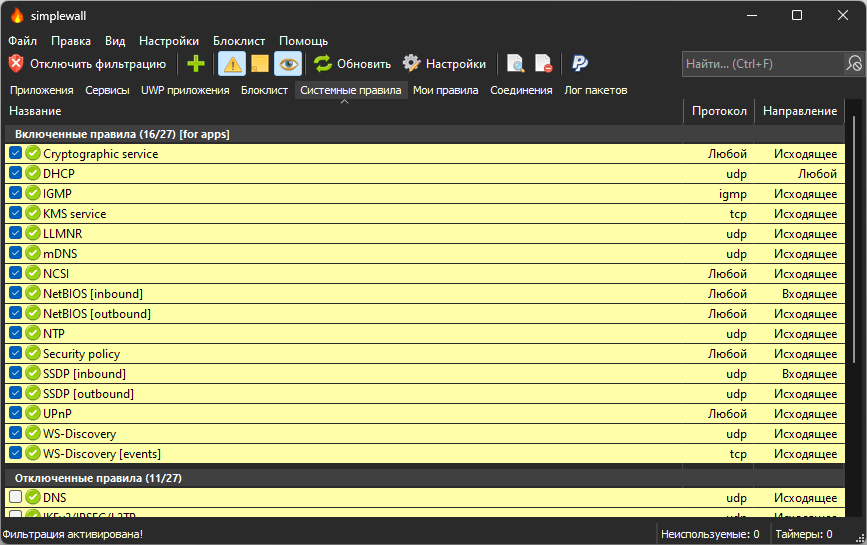 simplewall
Файл Правка Вид Настройки Блоклист Помощь
Отключить фильтрацию Обновить Настройки Найти... (Ctrl+F)
Приложения Сервисы UWP приложения Блоклист Системные правила Мои правила Соединения Лог пакетов
Название Протокол Направление
Включенные правила (16/27) [for apps]
Cryptographic service Любой Исходящее
DHCP udp Любой
IGMP igmp Исходящее
KMS service tcp Исходящее
LLMNR udp Исходящее
mDNS udp Исходящее
NCSI Любой Исходящее
NetBIOS [inbound] Любой Входящее
NetBIOS [outbound] Любой Исходящее
NTP udp Исходящее
Security policy Любой Исходящее
SSDP [inbound] udp Входящее
SSDP [outbound] udp Исходящее
UPnP Любой Исходящее
WS-Discovery udp Исходящее
WS-Discovery [events] tcp Исходящее
Отключенные правила (11/27)
DNS udp Исходящее
IKEv2/IPSEC/L2TP udp Исходящее
Фильтрация активирована! Неиспользуемые: 0 Таймеры: 0